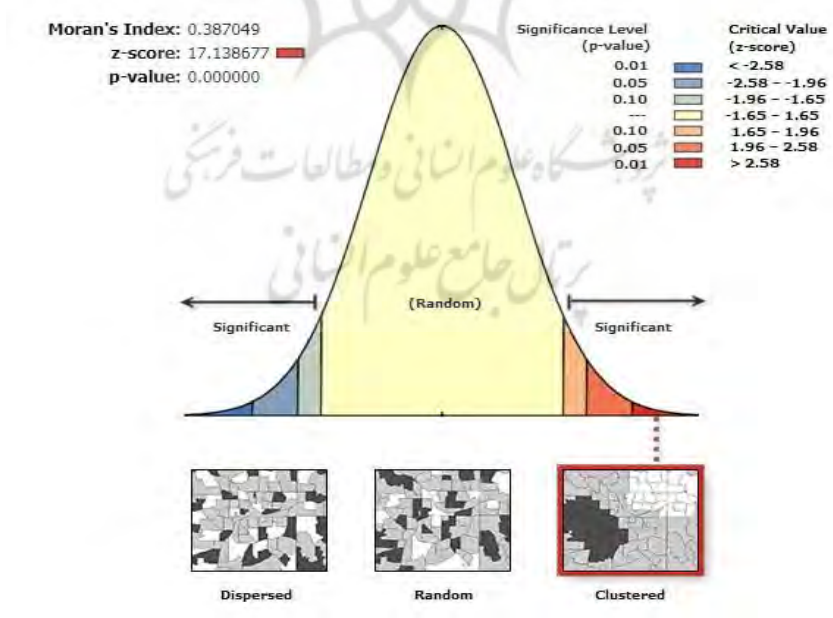 Moran's Index: 0.387049
z-score: 17.138677
p-value: 0.000000
Significance Level
(p-value)
Critical Value
(z-score)
0.01 < -2.58
0.05 -2.58 – -1.96
0.10 -1.96 – -1.65
--- -1.65 – 1.65
0.10 1.65 – 1.96
0.05 1.96 – 2.58
0.01 > 2.58
پژوهشگاه علوم انسانی و مطالعات فرهنگی
پرتال جامع علوم انسانی
(Random)
Significant
Significant
Dispersed
Random
Clustered